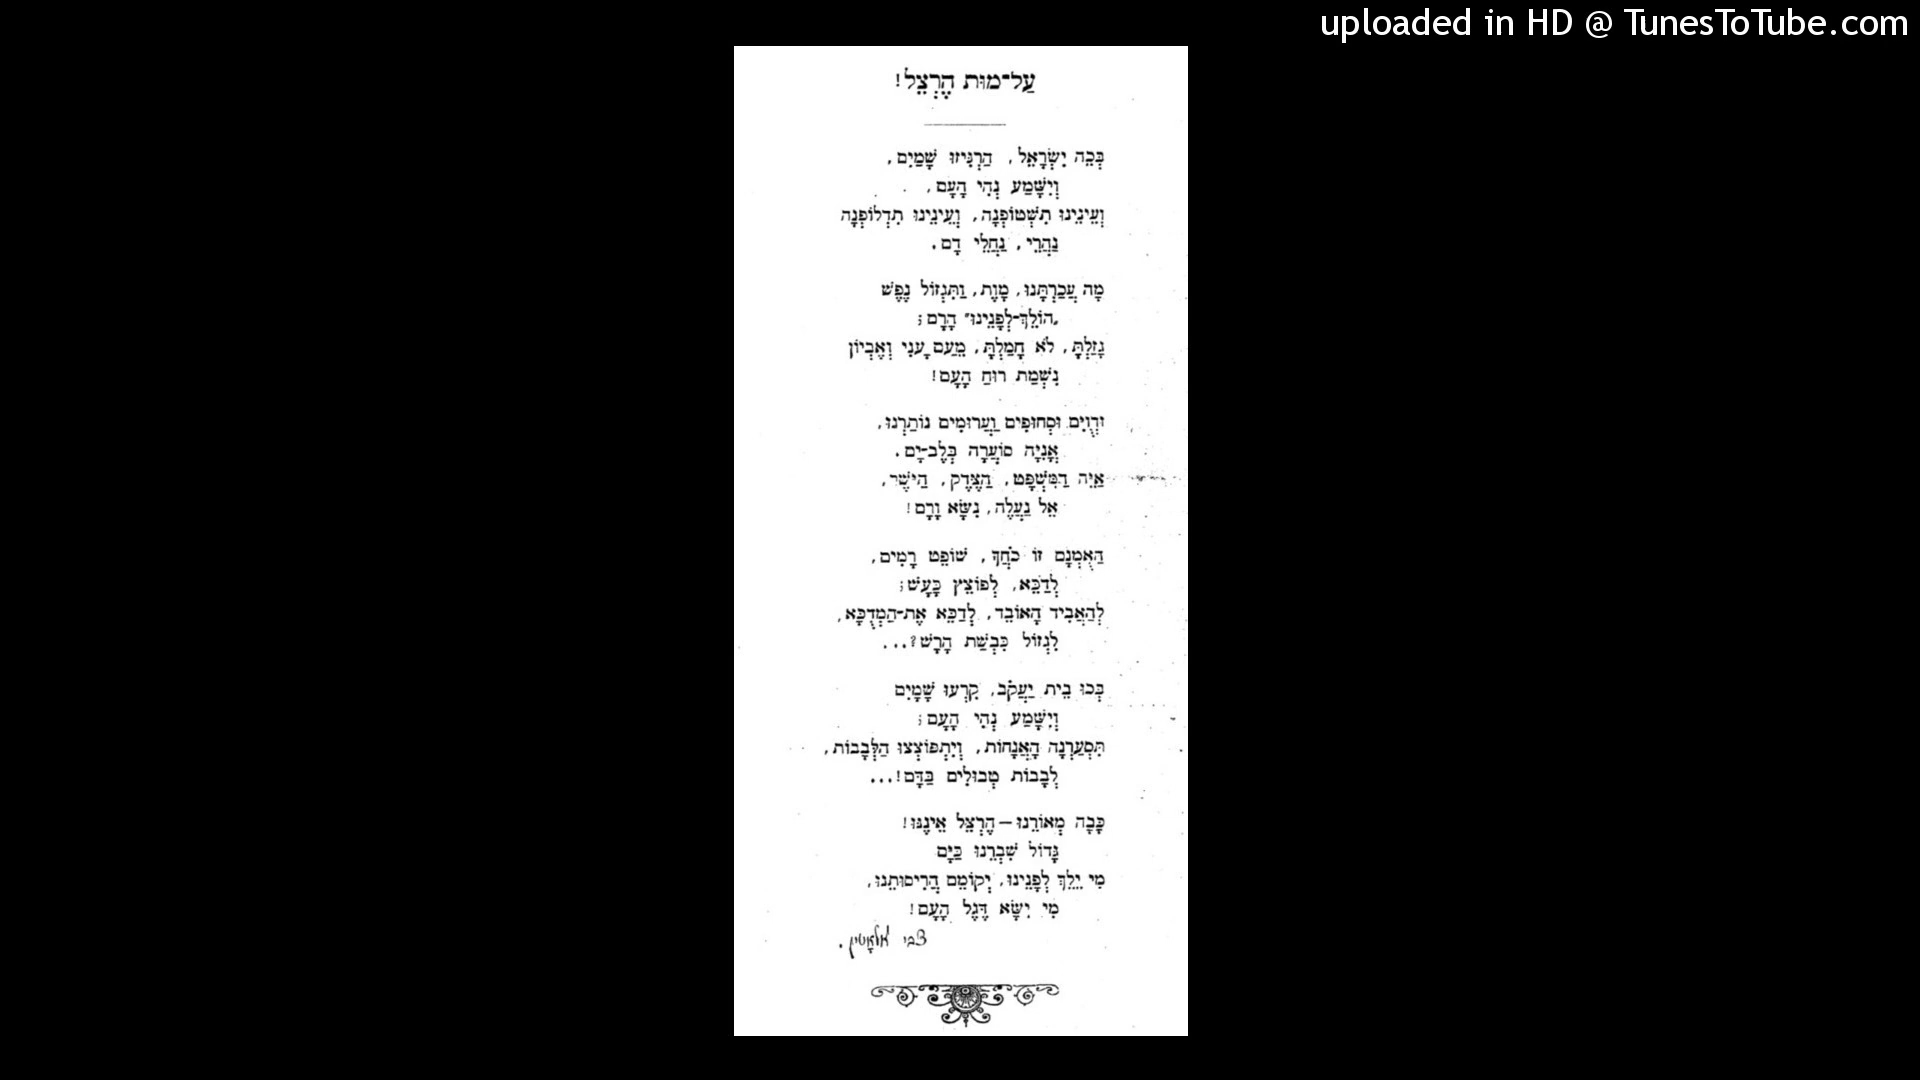 uploaded in HD @ TunesToTube.com
עַל־מוּת הֶרְצֵל!
בְּכֵה יִשְׂרָאֵל, הַרְגִּיזוּ שָׁמַיִם,
וְיִשָּׁמַע נְהִי הָעָם,
וְעֵינֵינוּ תִשְׁטוֹפְנָה, וְעֵינֵינוּ תִדְלוֹפְנָה
נַהֲרֵי, נַחֲלֵי דָם.
מֶה עֲכַרְתָּנוּ, מָוֶת, וַתִּגְזוֹל נֶפֶשׁ
„הוֹלֵךְ-לְפָנֵינוּ" הָרָם;
גָזַלְתָּ, לֹא חָמַלְתָּ, מֵעַם עָנִי וְאֶבְיוֹן
נִשְׁמַת רוּחַ הָעָם!
דְוּיִם וּסְחוּפִים וַעֲרוּמִים נוֹתַרְנוּ,
אֳנִיָה סוֹעֲרָה בְּלֶב-יָם.
אַיֵה הַמִּשְׁפָּט, הַצֶּדֶק, הַיּשֶׁר,
אֵל נַעֲלֶה, נִשָּׂא וָרָם!
הַאֻמְנָם זוֹ כֹחֲךָ, שׁוֹפֵט רָמִים,
לְדַכֵּא, לְפוֹצֵץ כָּעָשׁ;
לְהַאֲבִיד הָאוֹבֵד, לְדַכֵּא אֶת-הַמְדֻכָּא,
לִגְזוֹל כִּבְשַׂת הָרָשׁ?...
בְּכוּ בֵית יַעֲקֹב, קִרְעוּ שָׁמַיִם
וְיִשָּׁמַע נְהִי הָעָם;
תִּסְעַרְנָה הָאֲנָחוֹת, וְיִתְפּוֹצְצוּ הַלְּבָבוֹת,
לְבָבוֹת טְבוּלִים בַּדָּם!...
כָּבָה מְאוֹרֵנוּ—הֶרְצֵל אֵינֶנּוּ!
גָּדוֹל שִׁבְרֵנוּ כַּיָּם
מִי יֵלֵךְ לְפָנֵינוּ, יְקוֹמֵם הֲרִיסוּתֵנוּ,
מִי יִשָּׂא דֶּגֶל הָעָם!
צבי